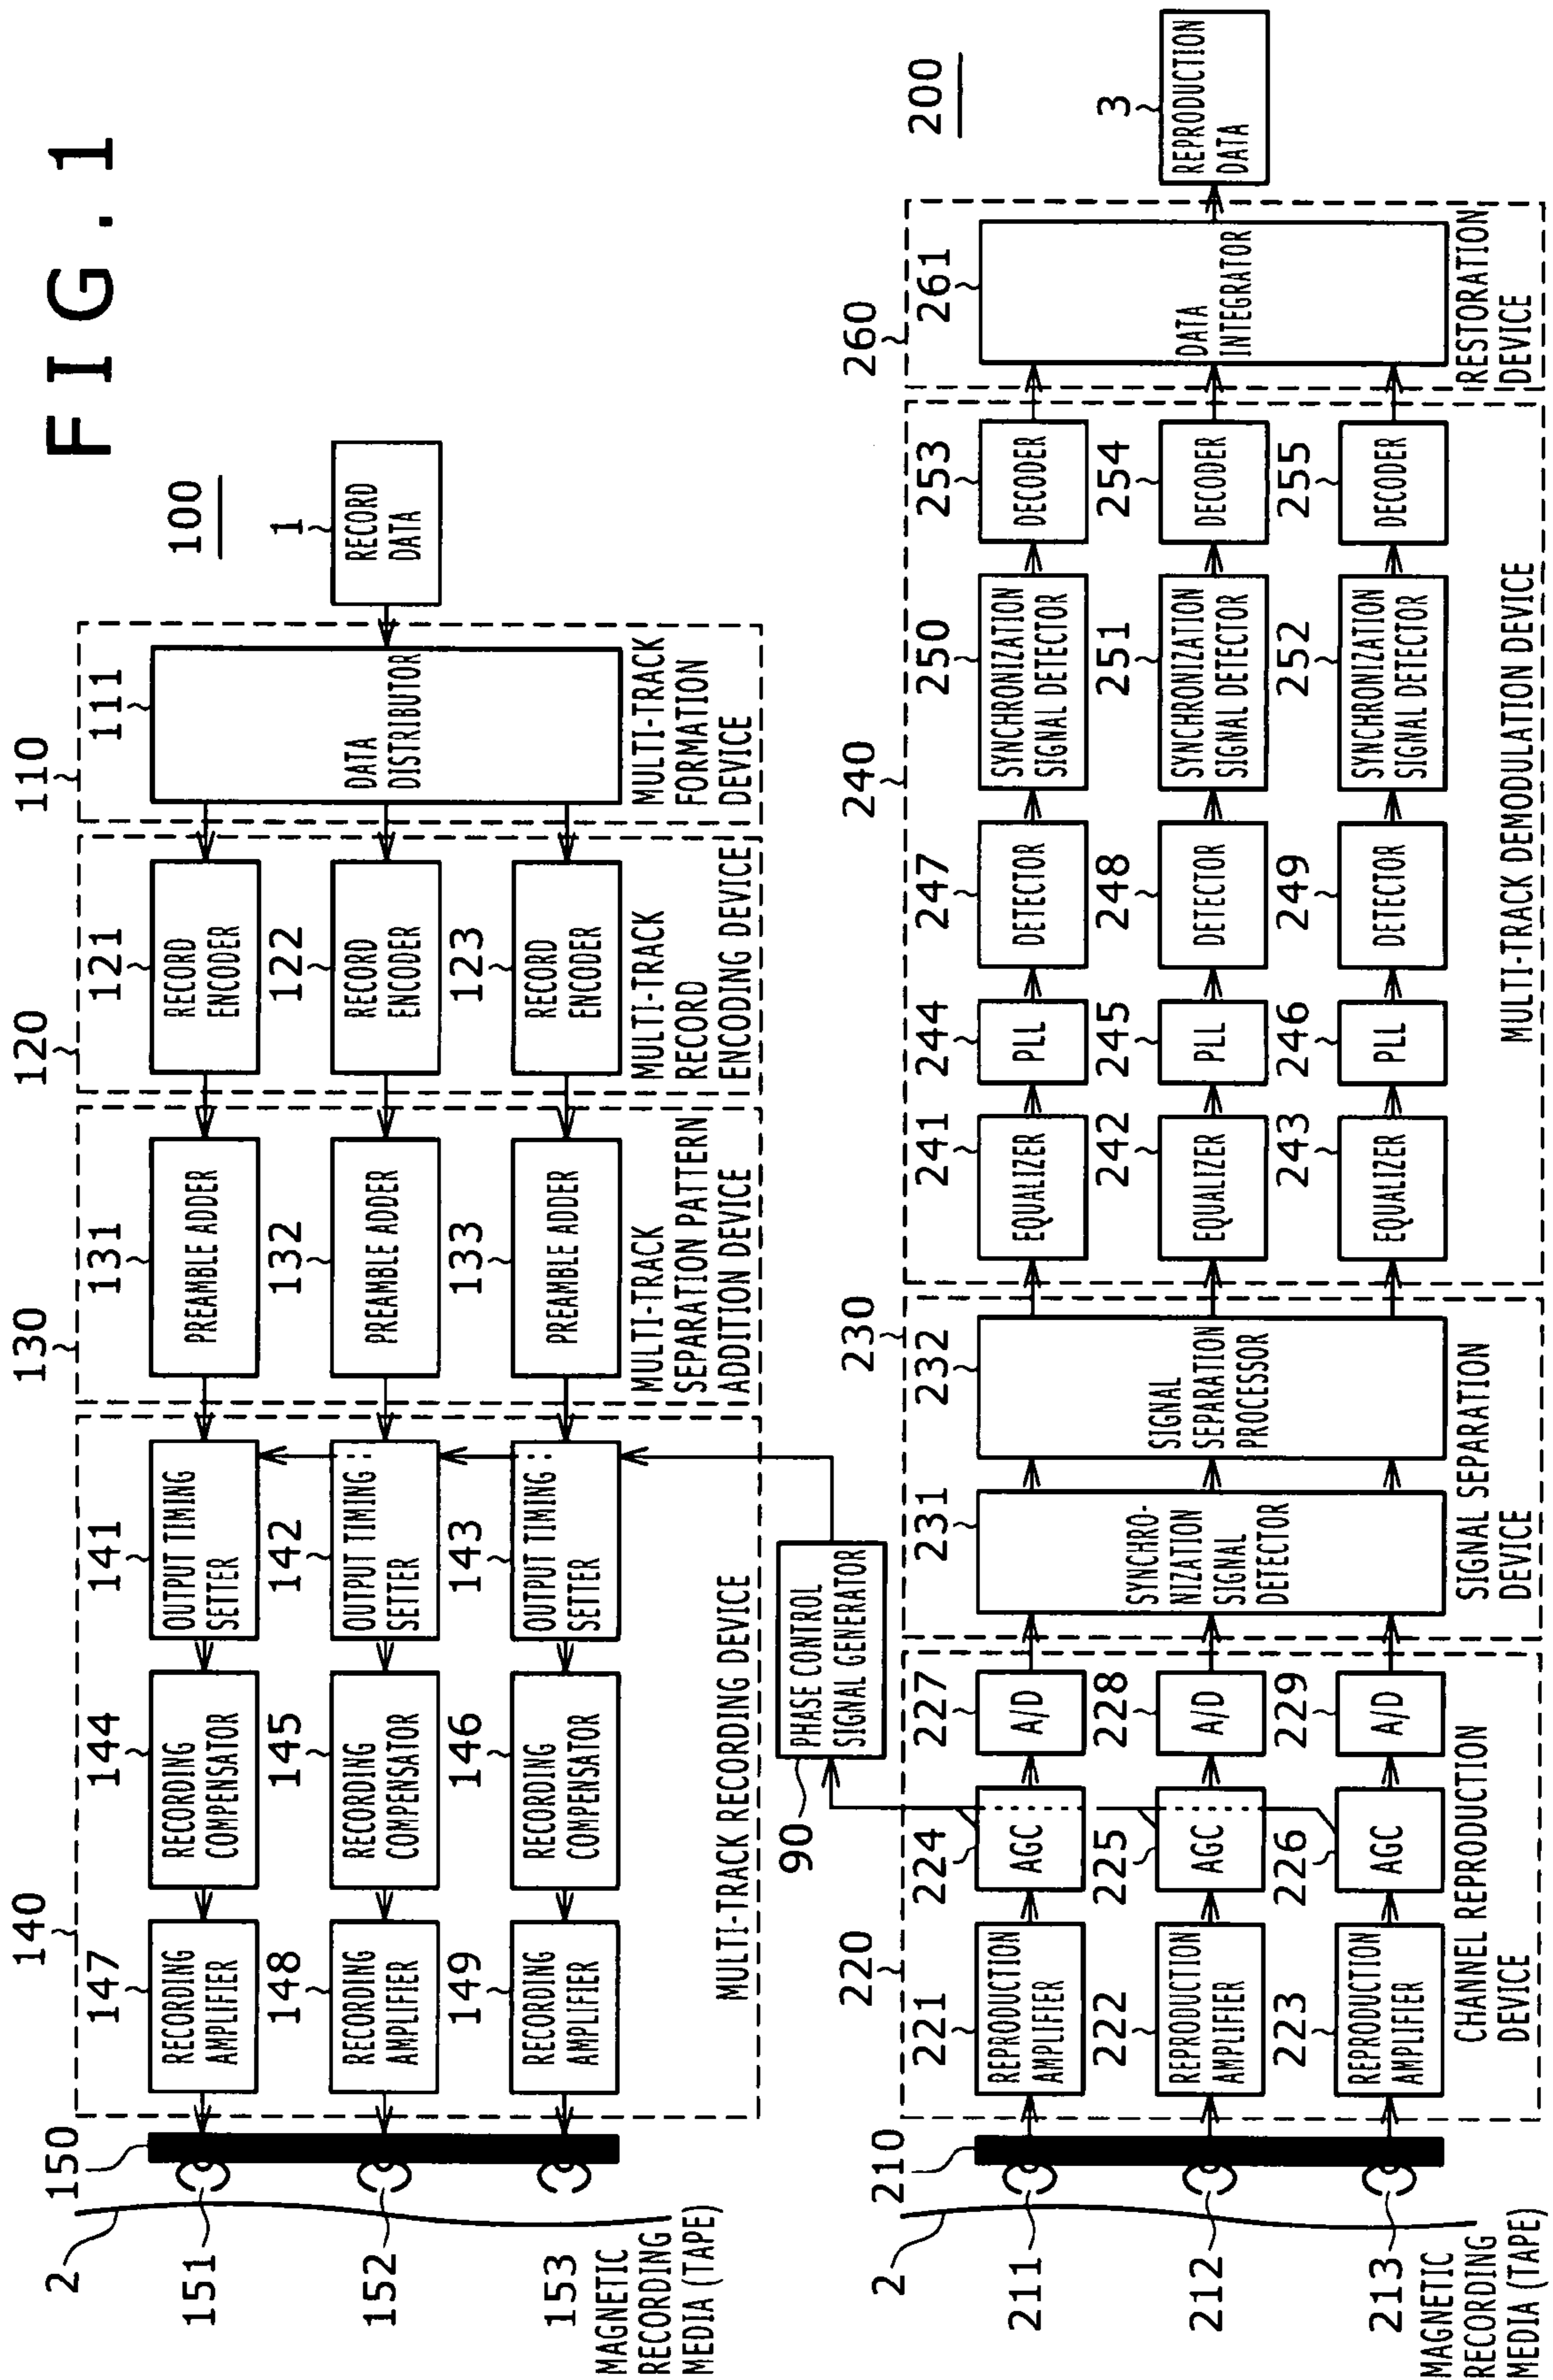 FIG. 1
100
1
RECORD
DATA
110
111
DATA
DISTRIBUTOR
MULTI-TRACK
FORMATION
DEVICE
120
121
RECORD
ENCODER
122
RECORD
ENCODER
123
RECORD
ENCODER
MULTI-TRACK
RECORD
ENCODING DEVICE
130
131
PREAMBLE ADDER
132
PREAMBLE ADDER
133
PREAMBLE ADDER
MULTI-TRACK
SEPARATION PATTERN
ADDITION DEVICE
140
141
OUTPUT TIMING
SETTER
142
OUTPUT TIMING
SETTER
143
OUTPUT TIMING
SETTER
144
RECORDING
COMPENSATOR
145
RECORDING
COMPENSATOR
146
RECORDING
COMPENSATOR
147
RECORDING
AMPLIFIER
148
RECORDING
AMPLIFIER
149
RECORDING
AMPLIFIER
MULTI-TRACK RECORDING DEVICE
150
2
151
152
153
MAGNETIC
RECORDING
MEDIA (TAPE)
90
PHASE CONTROL
SIGNAL GENERATOR
200
2
210
211
212
213
MAGNETIC
RECORDING
MEDIA (TAPE)
220
221
REPRODUCTION
AMPLIFIER
222
REPRODUCTION
AMPLIFIER
223
REPRODUCTION
AMPLIFIER
224
AGC
225
AGC
226
AGC
227
A/D
228
A/D
229
A/D
CHANNEL REPRODUCTION
DEVICE
230
231
SYNCHRO-
NIZATION
SIGNAL
DETECTOR
232
SIGNAL
SEPARATION
PROCESSOR
SIGNAL SEPARATION
DEVICE
240
241
EQUALIZER
242
EQUALIZER
243
EQUALIZER
244
PLL
245
PLL
246
PLL
247
DETECTOR
248
DETECTOR
249
DETECTOR
250
SYNCHRONIZATION
SIGNAL DETECTOR
251
SYNCHRONIZATION
SIGNAL DETECTOR
252
SYNCHRONIZATION
SIGNAL DETECTOR
253
DECODER
254
DECODER
255
DECODER
MULTI-TRACK DEMODULATION DEVICE
260
261
DATA
INTEGRATOR
RESTORATION
DEVICE
3
REPRODUCTION
DATA